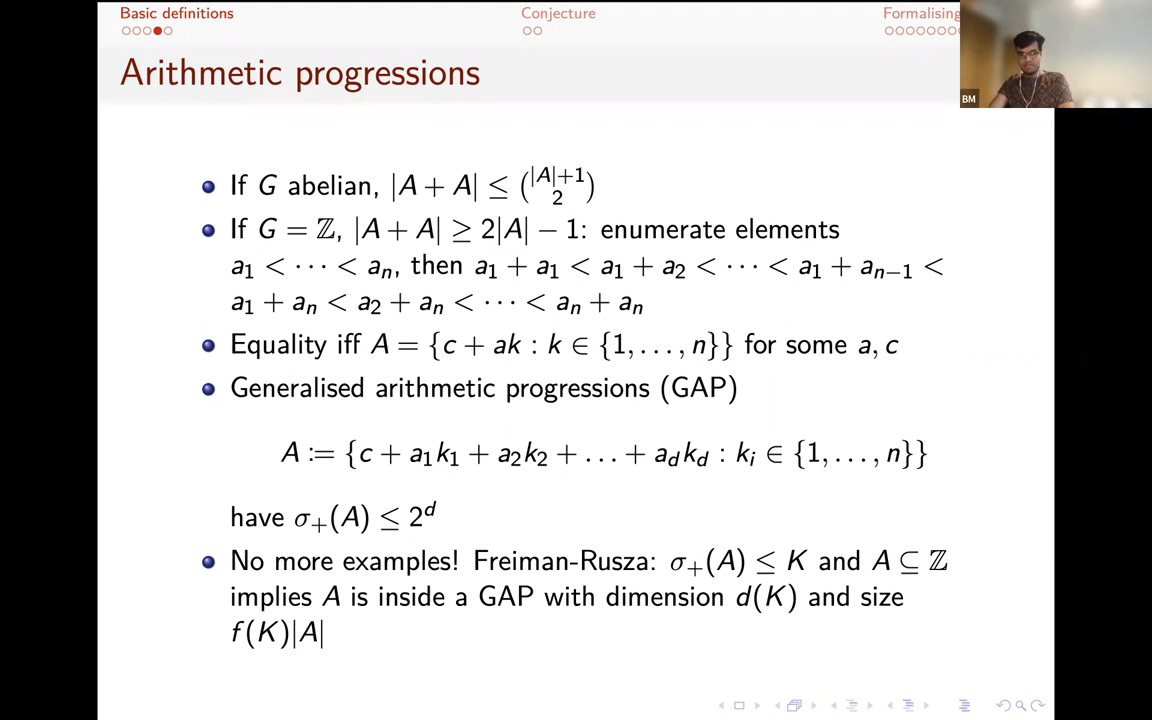 Basic definitions Conjecture Formalising
Arithmetic progressions
BM
If G abelian, |A + A| ≤ (|A|+1 2)
If G = ℤ, |A + A| ≥ 2|A| − 1: enumerate elements
a₁ < ⋯ < aₙ, then a₁ + a₁ < a₁ + a₂ < ⋯ < a₁ + aₙ₋₁ <
a₁ + aₙ < a₂ + aₙ < ⋯ < aₙ + aₙ
Equality iff A = {c + ak : k ∈ {1, . . . , n}} for some a, c
Generalised arithmetic progressions (GAP)
A := {c + a₁k₁ + a₂k₂ + . . . + a_d k_d : kᵢ ∈ {1, . . . , n}}
have σ₊(A) ≤ 2ᵈ
No more examples! Freiman-Rusza: σ₊(A) ≤ K and A ⊆ ℤ
implies A is inside a GAP with dimension d(K) and size
f(K)|A|